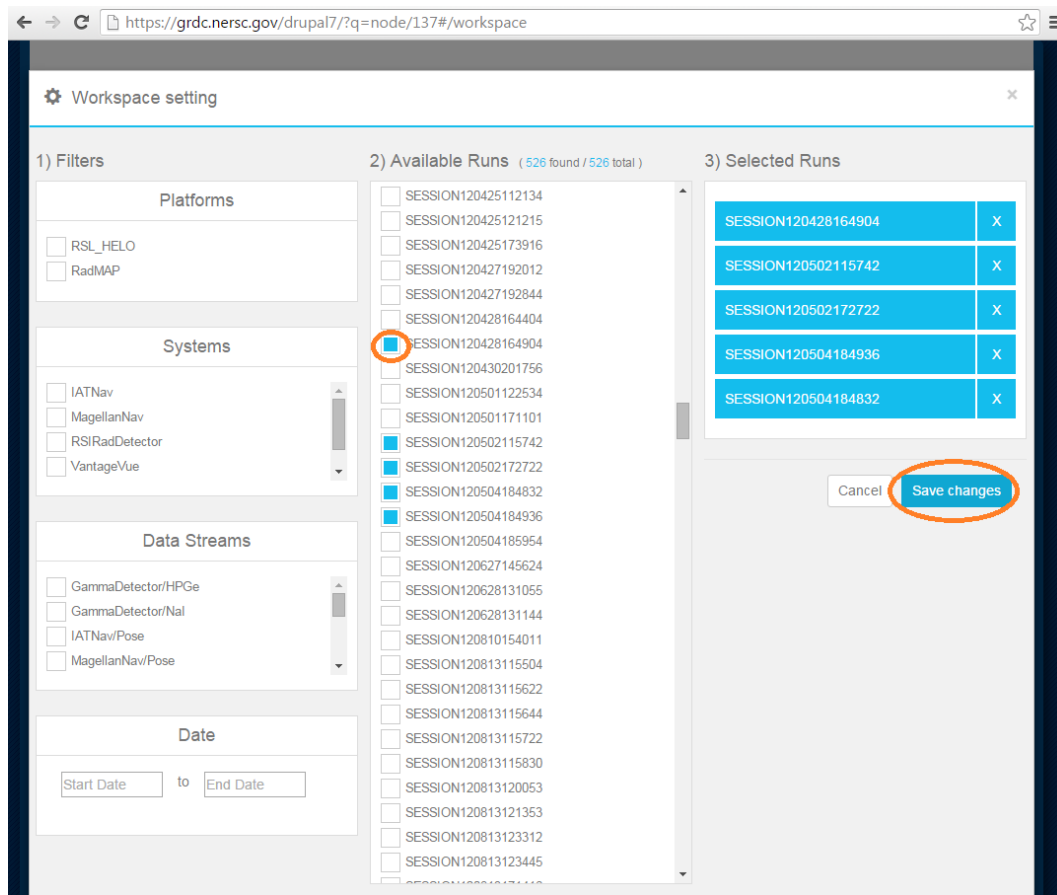 https://grdc.nersc.gov/drupal7/?q=node/137#/workspace
Workspace setting
×
1) Filters
Platforms
RSL_HELO
RadMAP
Systems
IATNav
MagellanNav
RSIRadDetector
VantageVue
Data Streams
GammaDetector/HPGe
GammaDetector/NaI
IATNav/Pose
MagellanNav/Pose
Date
Start Date to End Date
2) Available Runs ( 526 found / 526 total )
SESSION120425112134
SESSION120425121215
SESSION120425173916
SESSION120427192012
SESSION120427192844
SESSION120428164404
SESSION120428164904
SESSION120430201756
SESSION120501122534
SESSION120501171101
SESSION120502115742
SESSION120502172722
SESSION120504184832
SESSION120504184936
SESSION120504185954
SESSION120627145624
SESSION120628131055
SESSION120628131144
SESSION120810154011
SESSION120813115504
SESSION120813115622
SESSION120813115644
SESSION120813115722
SESSION120813115830
SESSION120813120053
SESSION120813121353
SESSION120813123312
SESSION120813123445
3) Selected Runs
SESSION120428164904 X
SESSION120502115742 X
SESSION120502172722 X
SESSION120504184936 X
SESSION120504184832 X
Cancel Save changes